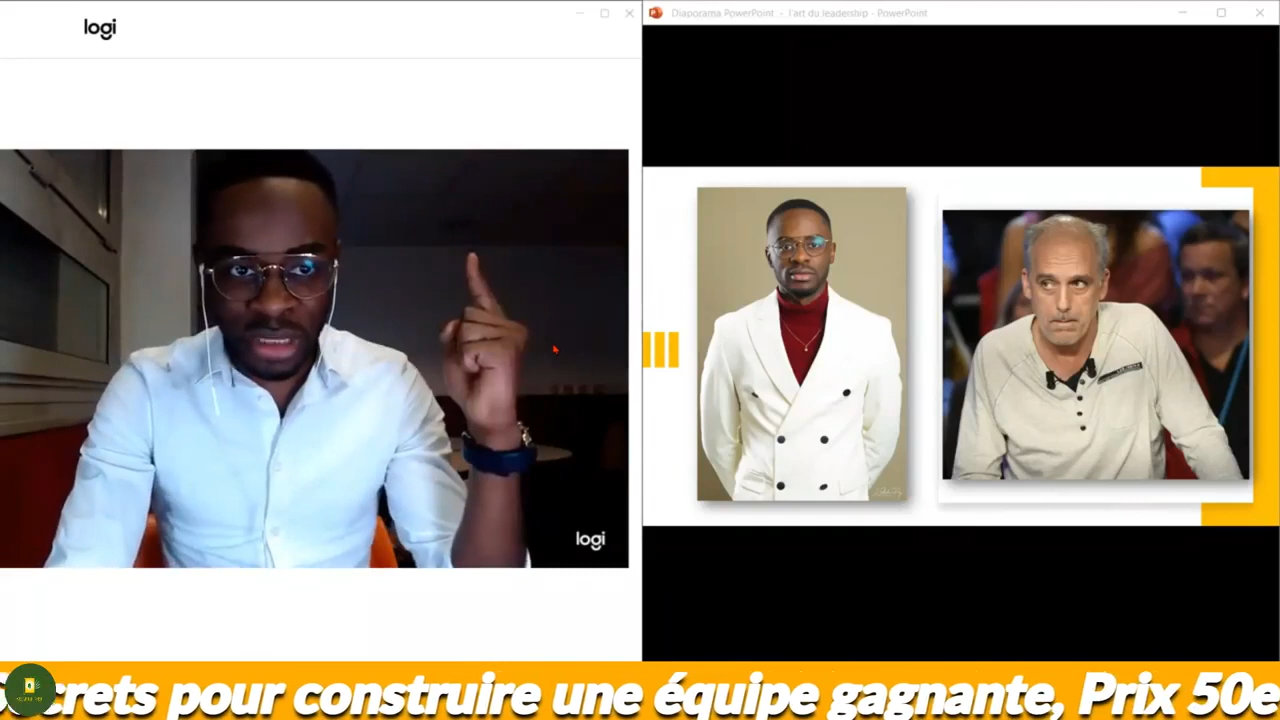 logi
Diaporama PowerPoint - l'art du leadership - PowerPoint
logi
crets pour construire une équipe gagnante, Prix 50e